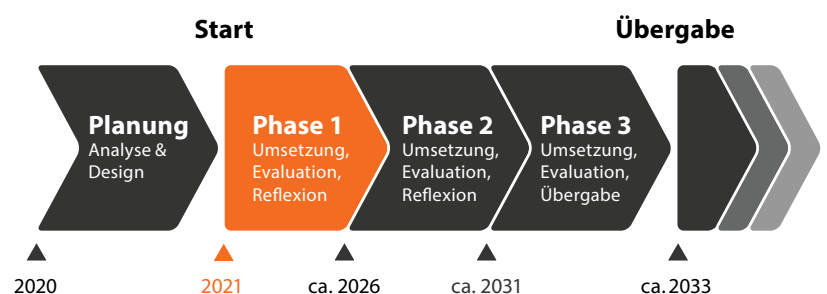 Start
Übergabe
Planung
Analyse &
Design
Phase 1
Umsetzung,
Evaluation,
Reflexion
Phase 2
Umsetzung,
Evaluation,
Reflexion
Phase 3
Umsetzung,
Evaluation,
Übergabe
2020
2021
ca. 2026
ca. 2031
ca. 2033